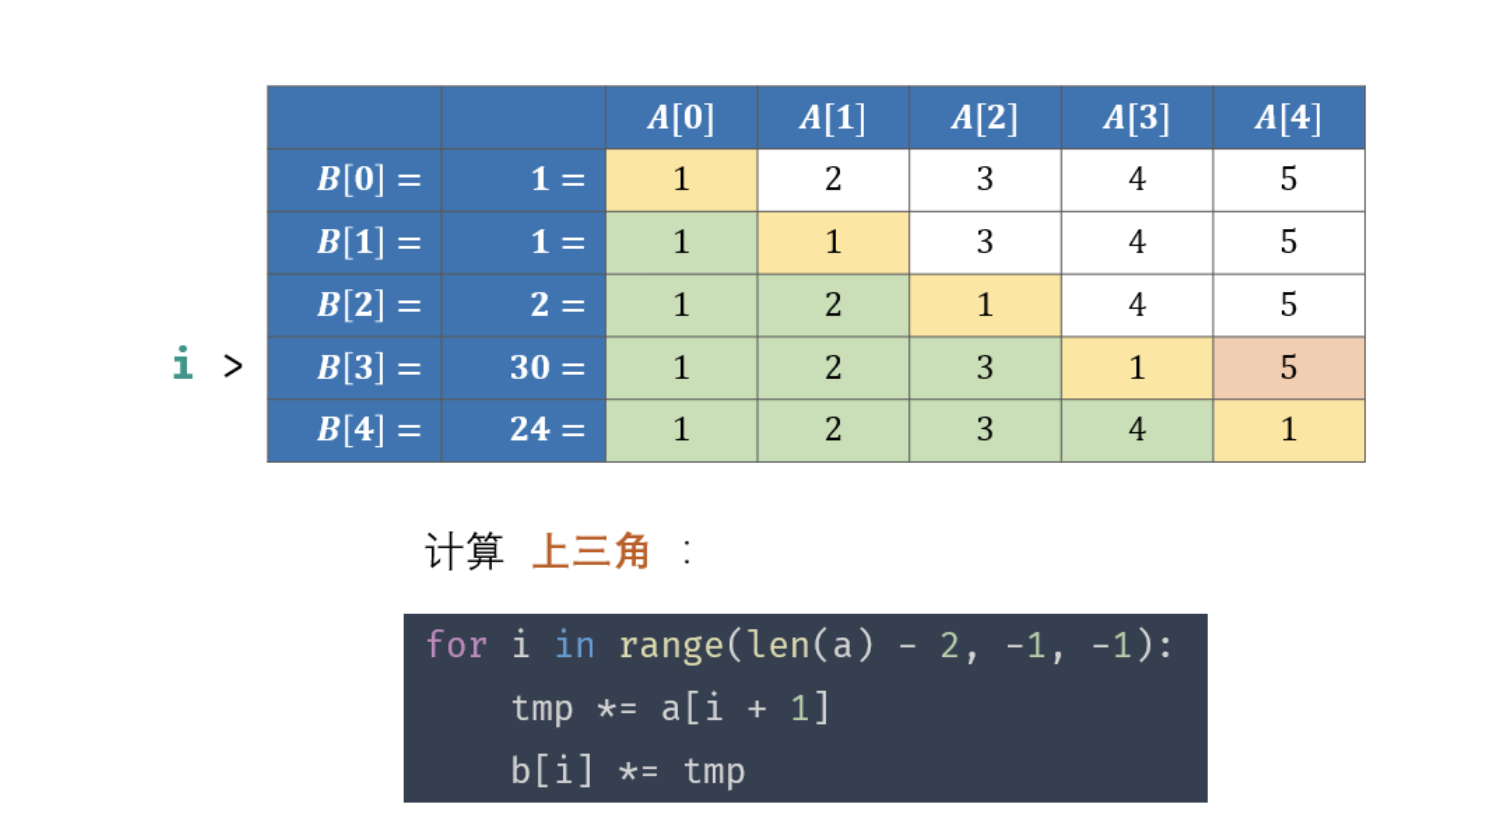 A[0] A[1] A[2] A[3] A[4]
B[0] = 1 = 1 2 3 4 5
B[1] = 1 = 1 1 3 4 5
B[2] = 2 = 1 2 1 4 5
i > B[3] = 30 = 1 2 3 1 5
B[4] = 24 = 1 2 3 4 1
计算 上三角 :
for i in range(len(a) - 2, -1, -1):
    tmp *= a[i + 1]
    b[i] *= tmp